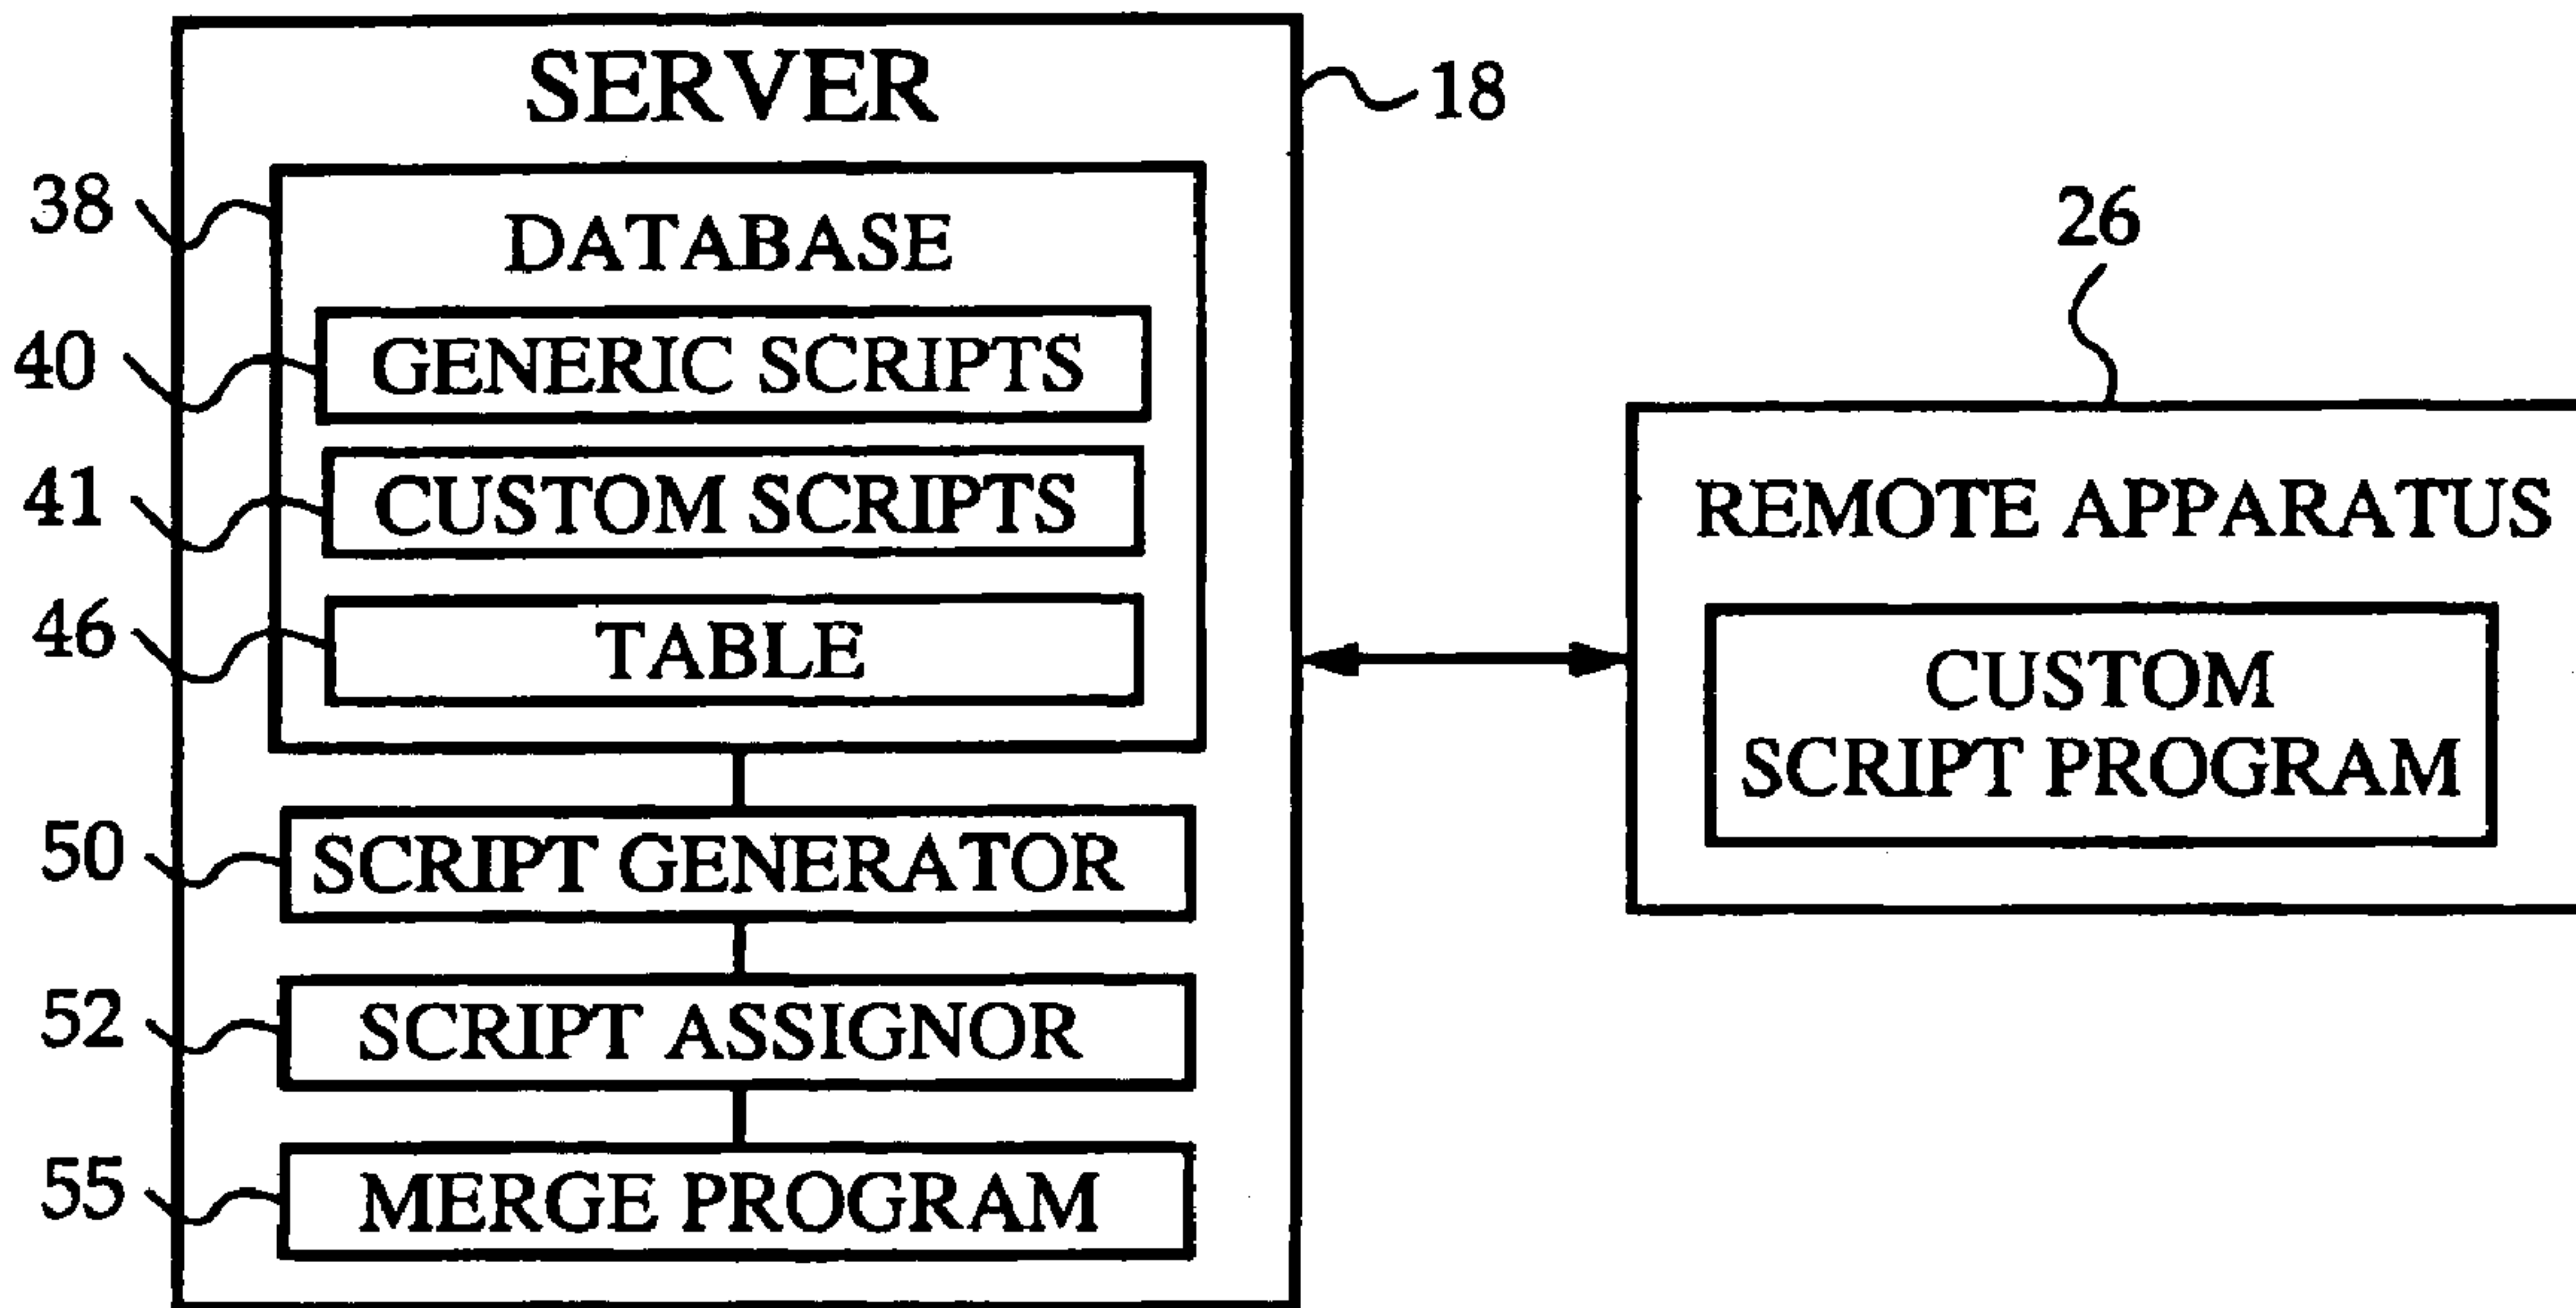 SERVER
18
38
DATABASE
26
40
GENERIC SCRIPTS
41
CUSTOM SCRIPTS
REMOTE APPARATUS
46
TABLE
CUSTOM
SCRIPT PROGRAM
50
SCRIPT GENERATOR
52
SCRIPT ASSIGNOR
55
MERGE PROGRAM